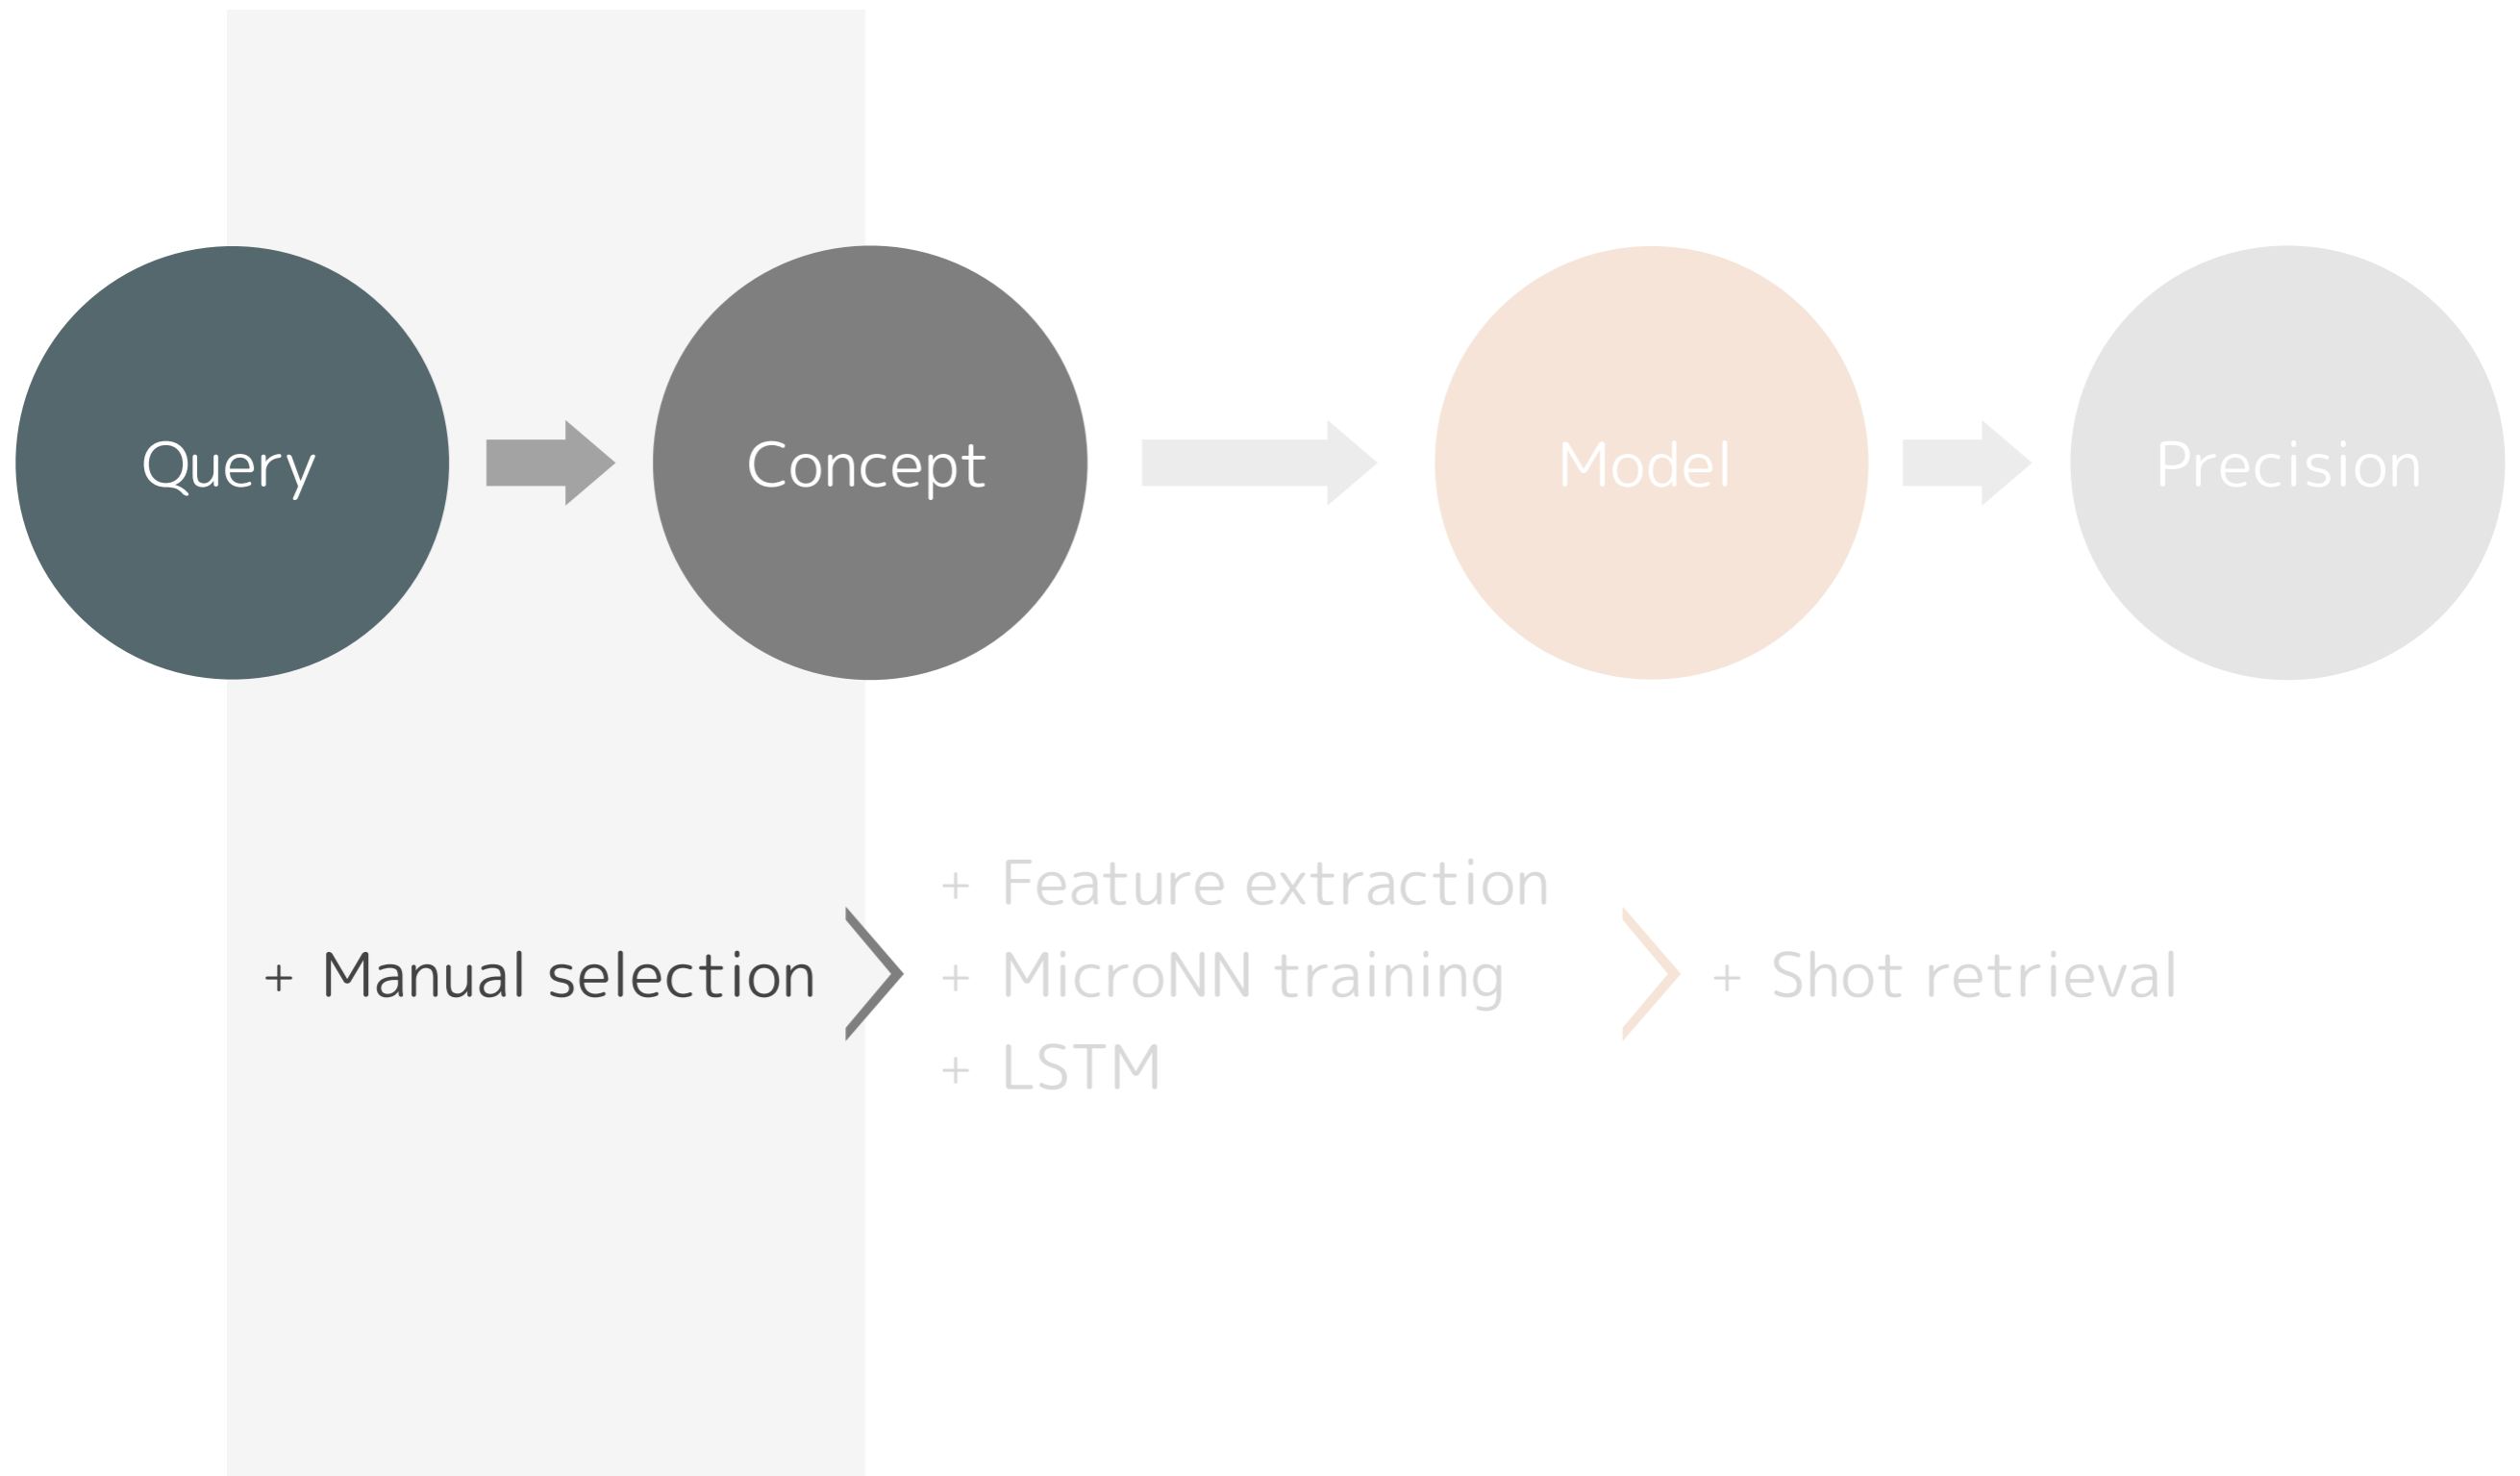 Query
Concept
Model
Precision
+ Manual selection
+ Feature extraction
+ MicroNN training
+ LSTM
+ Shot retrieval